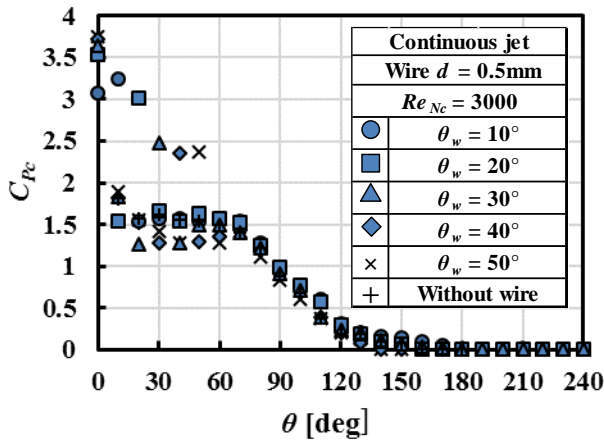 4
3.5
3
2.5
2
1.5
1
0.5
0
C_Pc
0 30 60 90 120 150 180 210 240
θ [deg]
Continuous jet
Wire d = 0.5mm
Re_Nc = 3000
θ_w = 10°
θ_w = 20°
θ_w = 30°
θ_w = 40°
θ_w = 50°
Without wire